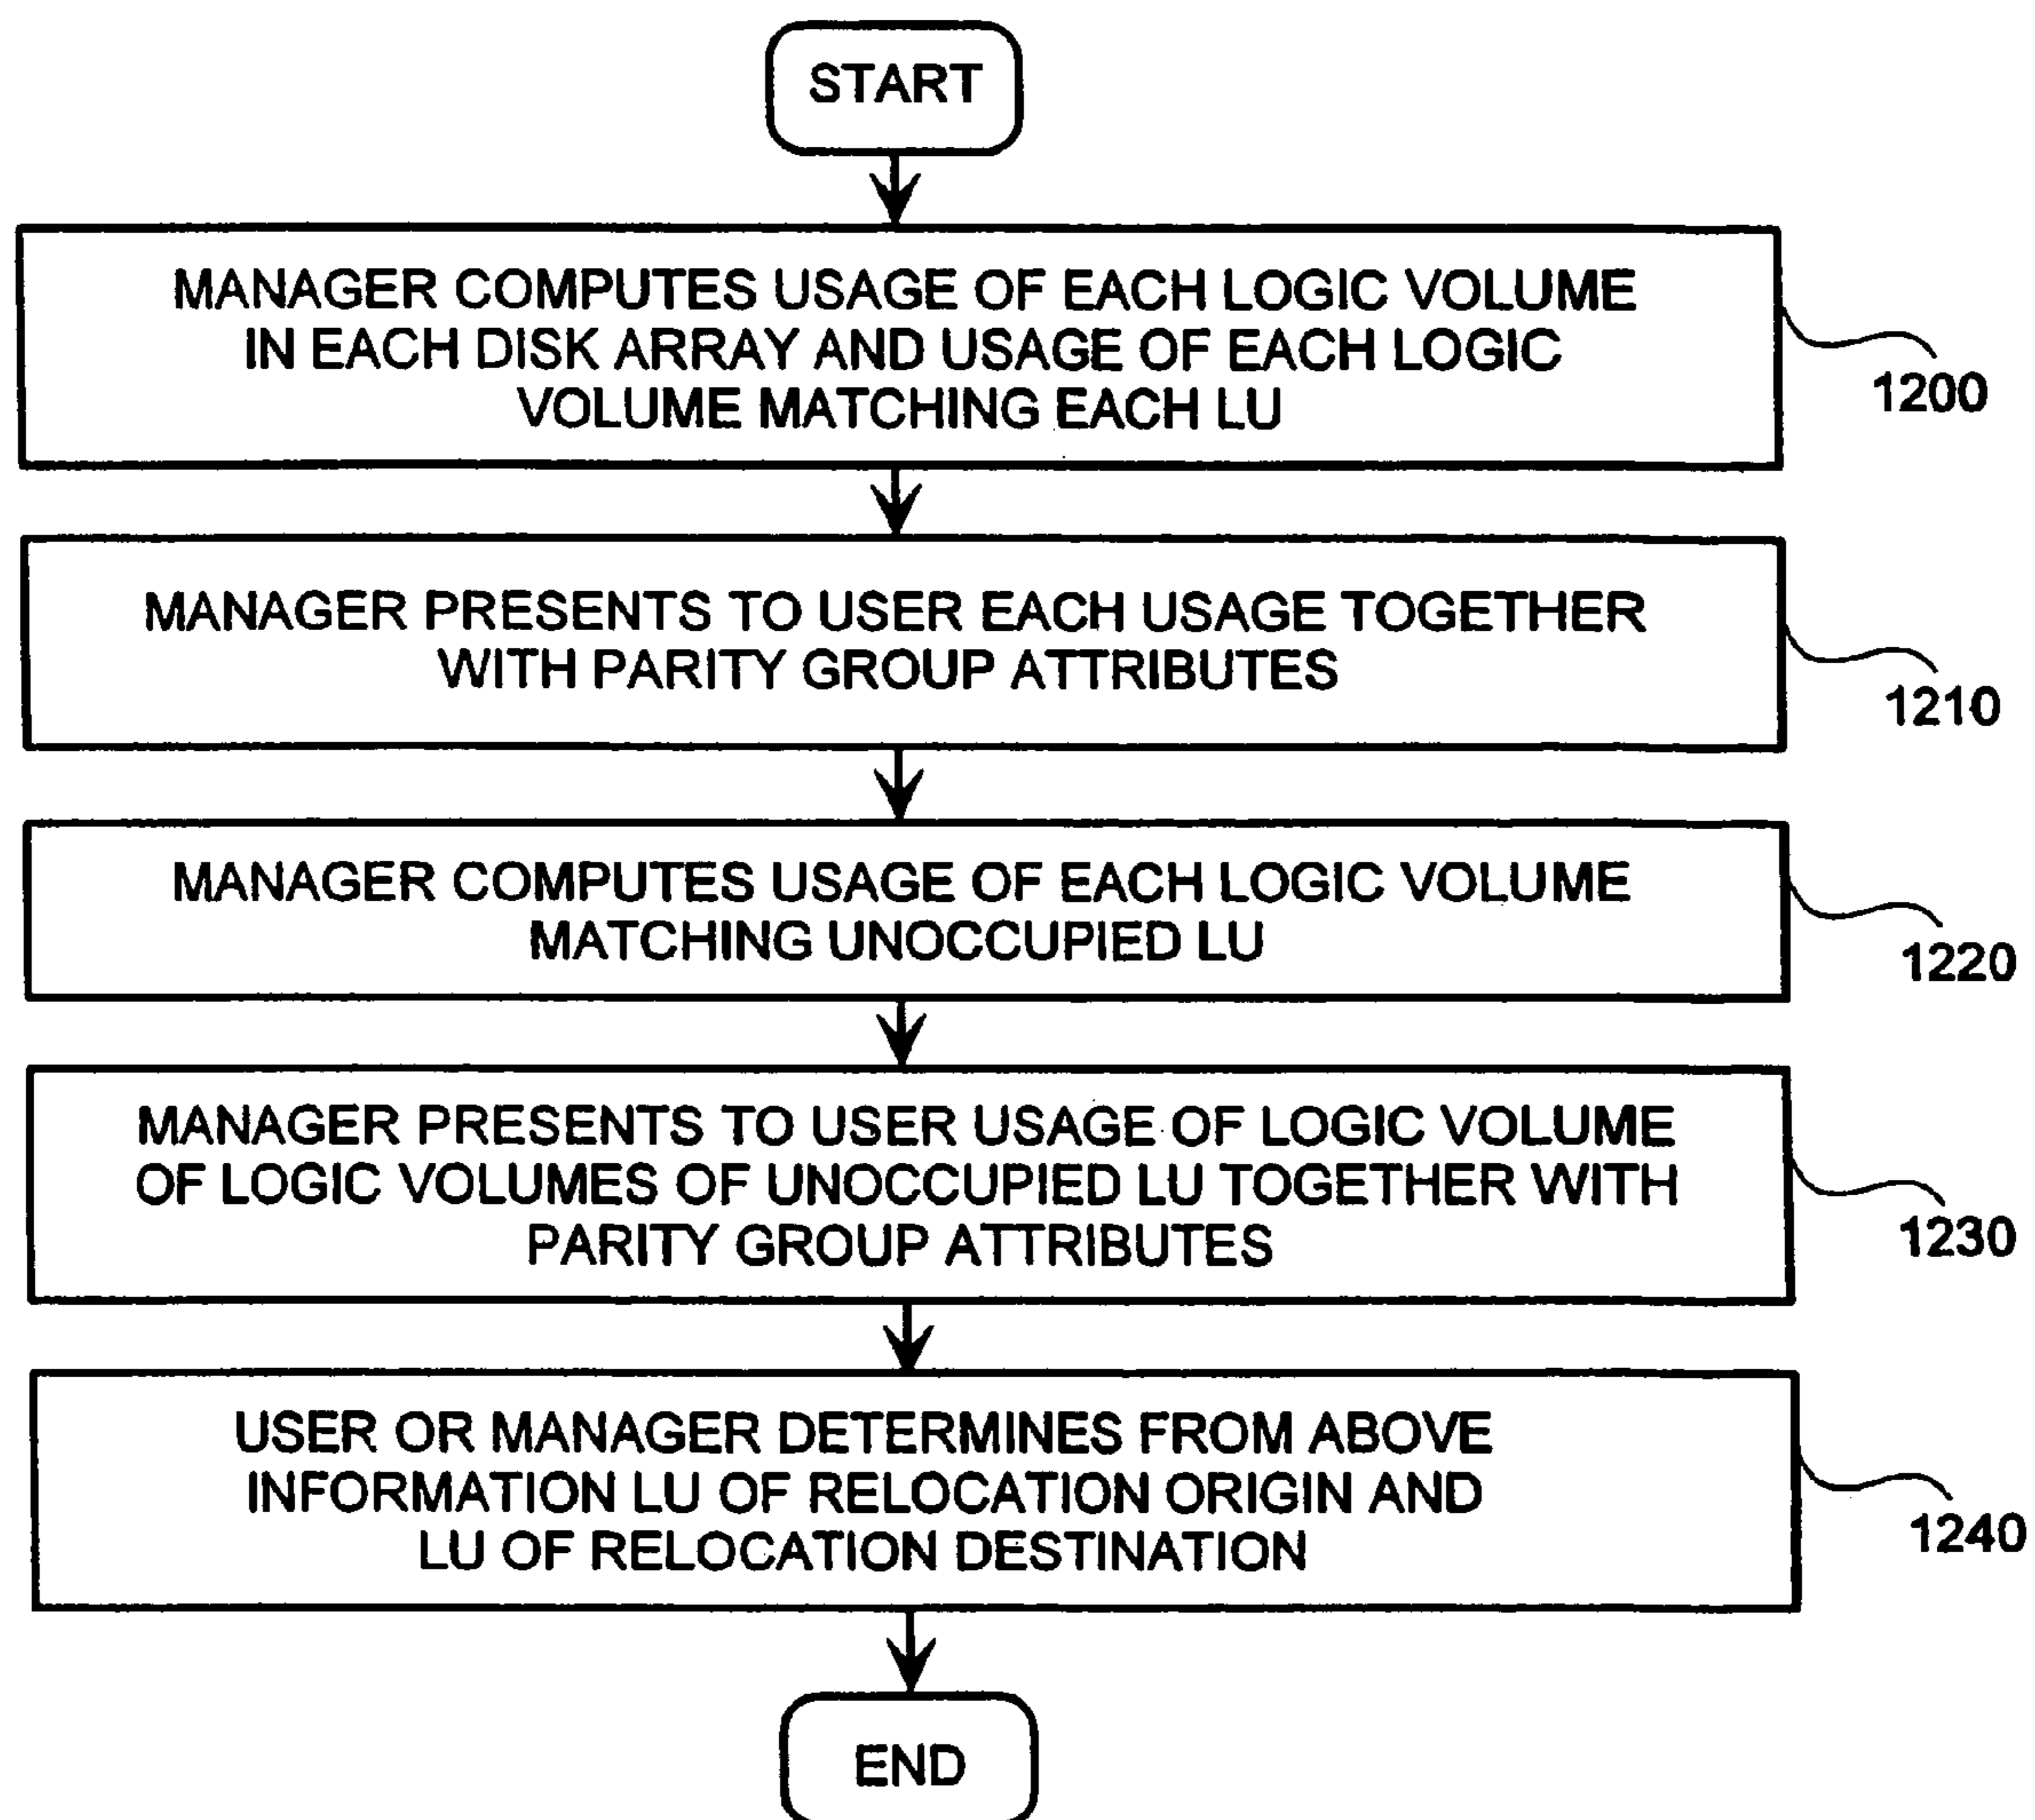 START
MANAGER COMPUTES USAGE OF EACH LOGIC VOLUME
IN EACH DISK ARRAY AND USAGE OF EACH LOGIC
VOLUME MATCHING EACH LU
1200
MANAGER PRESENTS TO USER EACH USAGE TOGETHER
WITH PARITY GROUP ATTRIBUTES
1210
MANAGER COMPUTES USAGE OF EACH LOGIC VOLUME
MATCHING UNOCCUPIED LU
1220
MANAGER PRESENTS TO USER USAGE OF LOGIC VOLUME
OF LOGIC VOLUMES OF UNOCCUPIED LU TOGETHER WITH
PARITY GROUP ATTRIBUTES
1230
USER OR MANAGER DETERMINES FROM ABOVE
INFORMATION LU OF RELOCATION ORIGIN AND
LU OF RELOCATION DESTINATION
1240
END